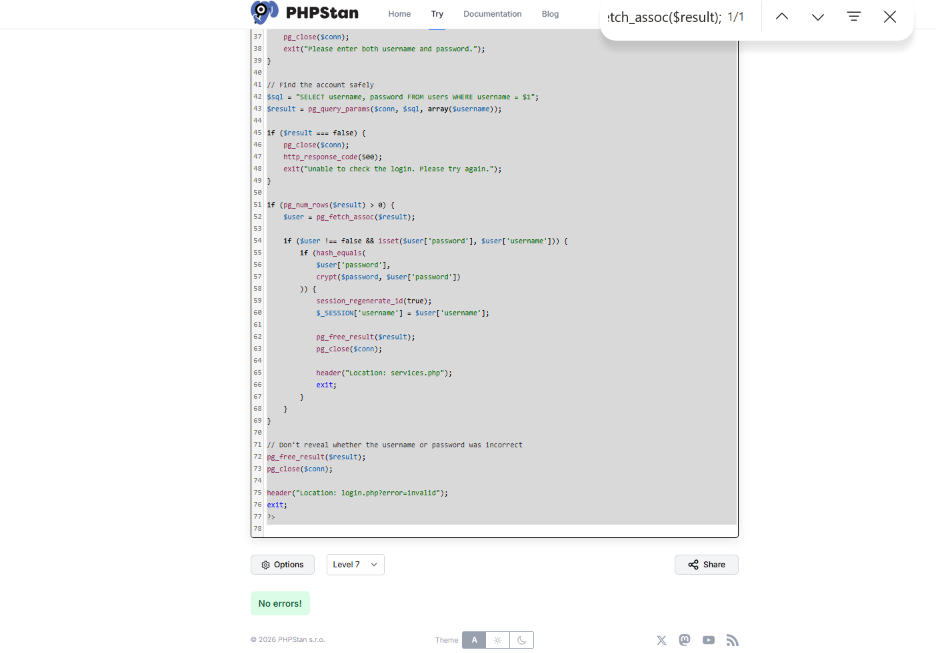 PHPStan
Home Try Documentation Blog
etch_assoc($result); 1/1
37 pg_close($conn);
38 exit("Please enter both username and password.");
39 }
40
41 // Find the account safely
42 $sql = "SELECT username, password FROM users WHERE username = $1";
43 $result = pg_query_params($conn, $sql, array($username));
44
45 if ($result === false) {
46 pg_close($conn);
47 http_response_code(500);
48 exit("Unable to check the login. Please try again.");
49 }
50
51 if (pg_num_rows($result) > 0) {
52 $user = pg_fetch_assoc($result);
53
54 if ($user !== false && isset($user['password'], $user['username'])) {
55 if (hash_equals(
56 $user['password'],
57 crypt($password, $user['password'])
58 )) {
59 session_regenerate_id(true);
60 $_SESSION['username'] = $user['username'];
61
62 pg_free_result($result);
63 pg_close($conn);
64
65 header("Location: services.php");
66 exit;
67 }
68 }
69 }
70
71 // Don't reveal whether the username or password was incorrect
72 pg_free_result($result);
73 pg_close($conn);
74
75 header("Location: login.php?error=invalid");
76 exit;
77 ?>
78
Options Level 7 Share
No errors!
© 2026 PHPStan s.r.o. Theme A